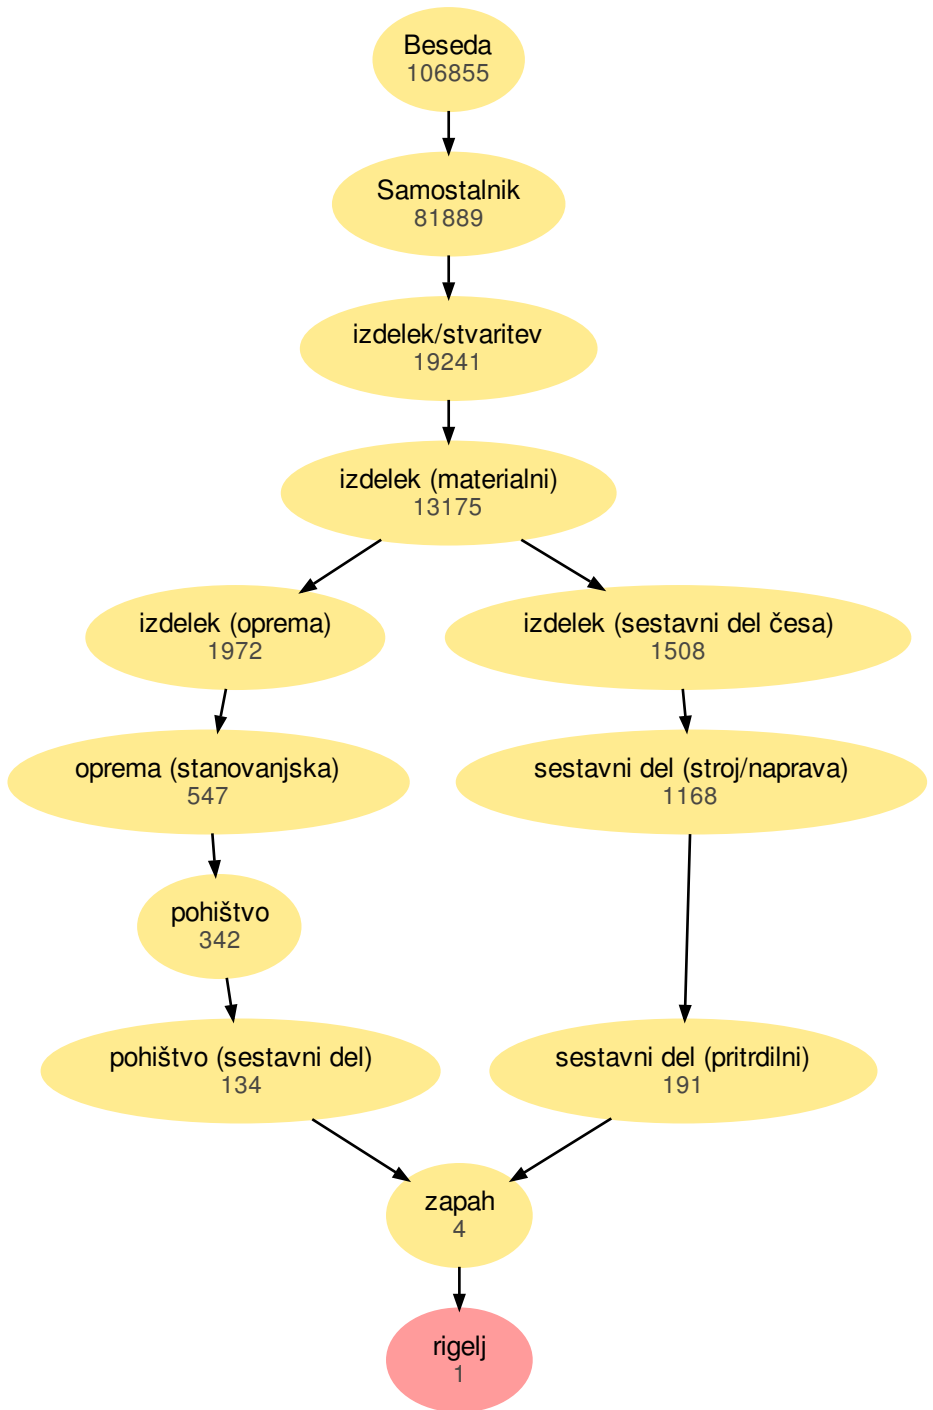 Beseda
106855
Samostalnik
81889
izdelek/stvaritev
19241
izdelek (materialni)
13175
izdelek (oprema)
1972
izdelek (sestavni del česa)
1508
oprema (stanovanjska)
547
sestavni del (stroj/naprava)
1168
pohištvo
342
pohištvo (sestavni del)
134
sestavni del (pritrdilni)
191
zapah
4
rigelj
1